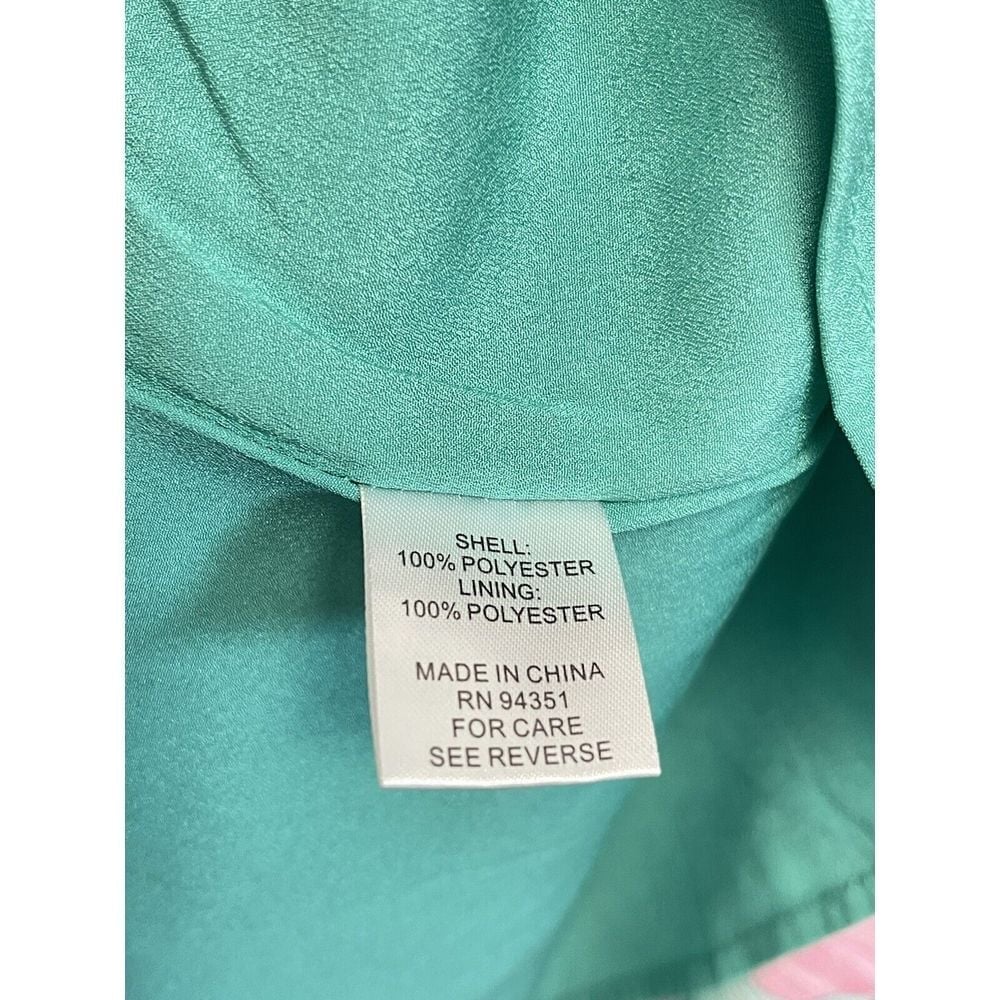 SHELL:
100% POLYESTER
LINING:
100% POLYESTER
MADE IN CHINA
RN 94351
FOR CARE
SEE REVERSE